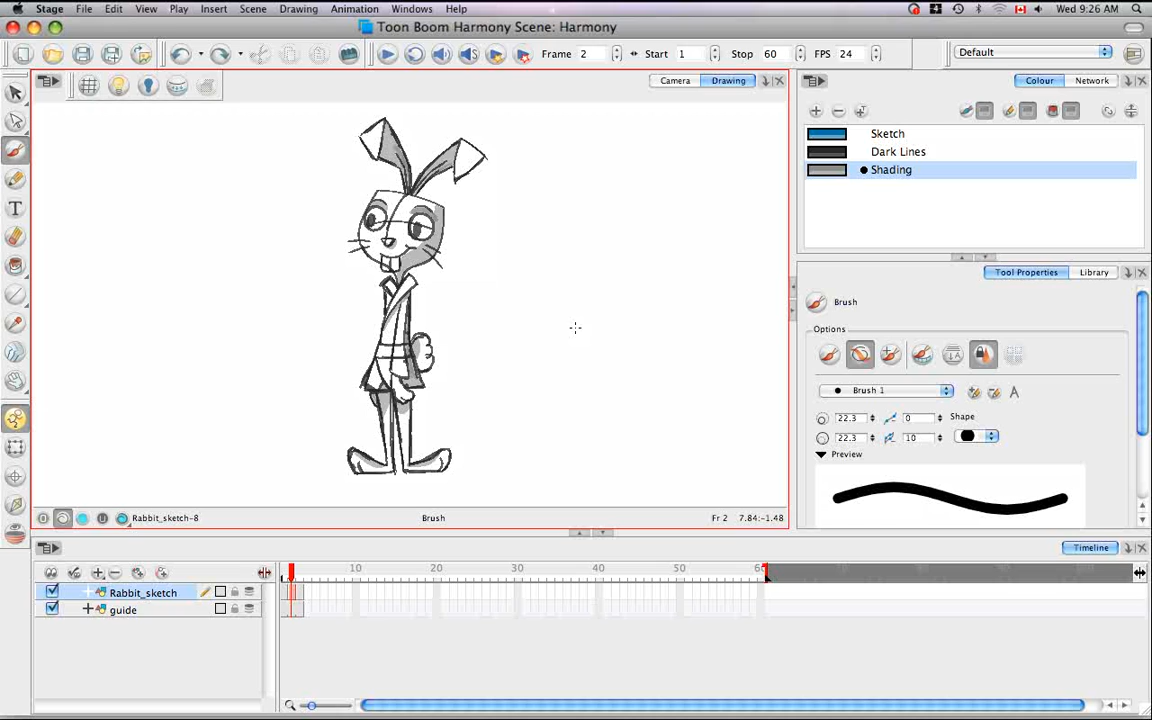 Stage File Edit View Play Insert Scene Drawing Animation Windows Help Wed 9:26 AM
Toon Boom Harmony Scene: Harmony
Frame 2 Start 1 Stop 60 FPS 24 Default
Camera Drawing Colour Network
Sketch
Dark Lines
Shading
Tool Properties Library
Brush
Options
Brush 1
22.3 0 Shape
22.3 10
Preview
Rabbit_sketch-8 Brush Fr 2 7.84:-1.48
Timeline
10 20 30 40 50
Rabbit_sketch
guide